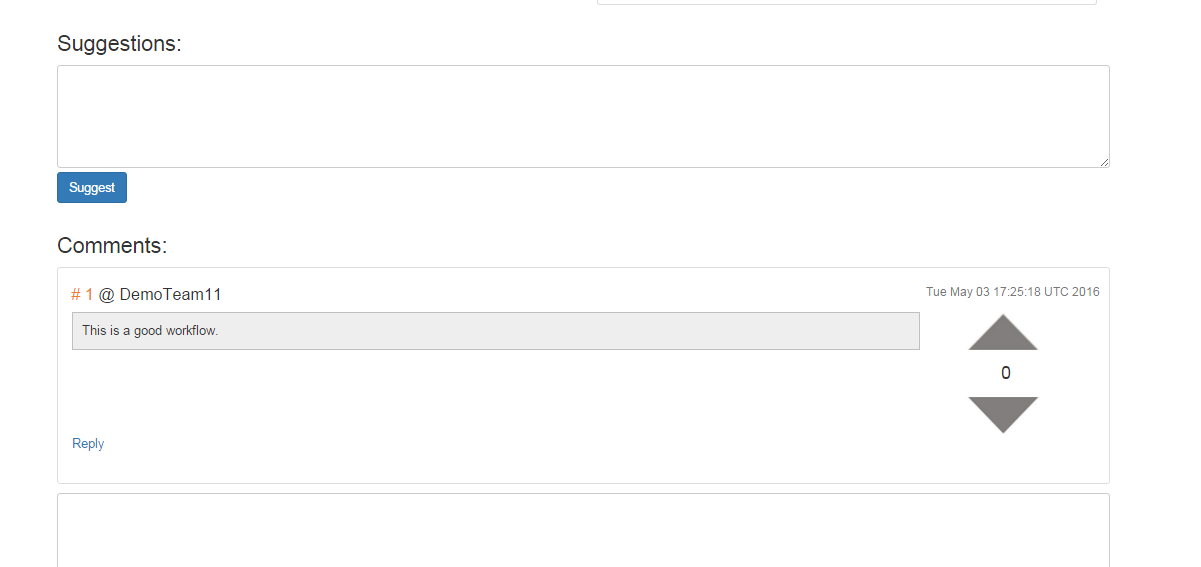 Suggestions:
Suggest
Comments:
# 1 @ DemoTeam11
Tue May 03 17:25:18 UTC 2016
This is a good workflow.
0
Reply